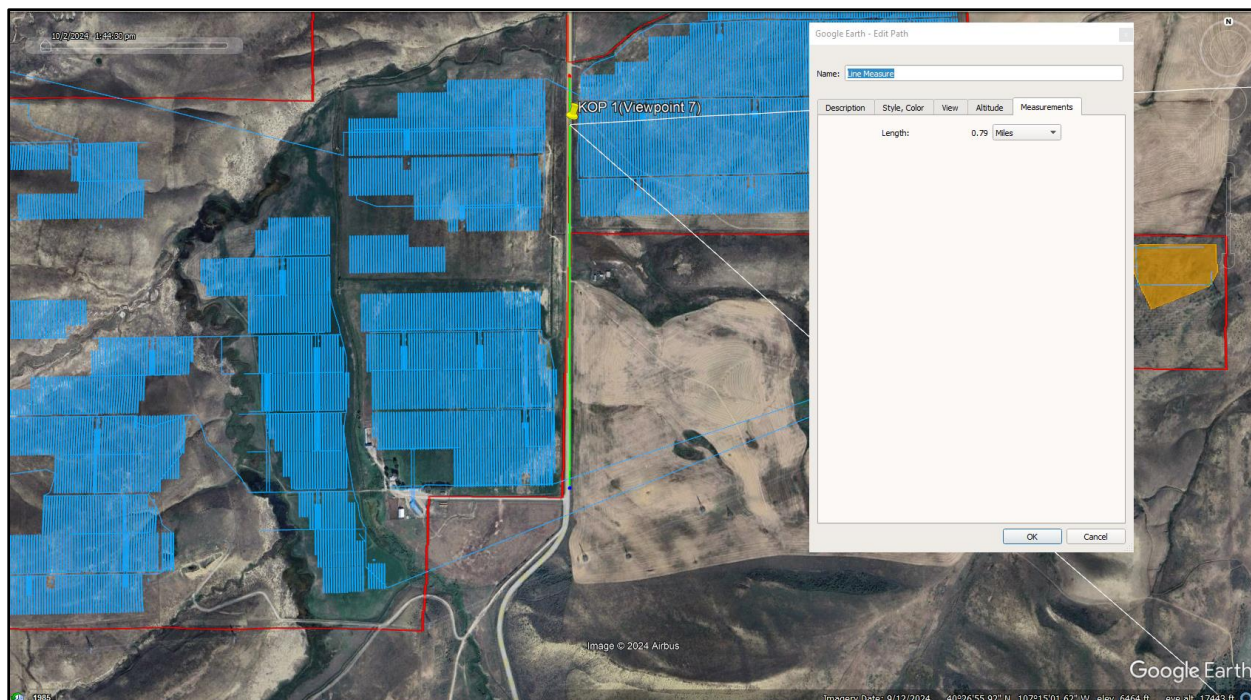 10/2/2024 1:44:30 pm
Google Earth - Edit Path
N
Name: Line Measure
KOP 1(Viewpoint 7)
Description Style, Color View Altitude Measurements
Length: 0.79 Miles
OK Cancel
Image © 2024 Airbus
Google Earth
1985
Imagery Date: 9/12/2024 40°26'55.92" N 107°15'01.62" W elev 6464 ft eye alt 17443 ft